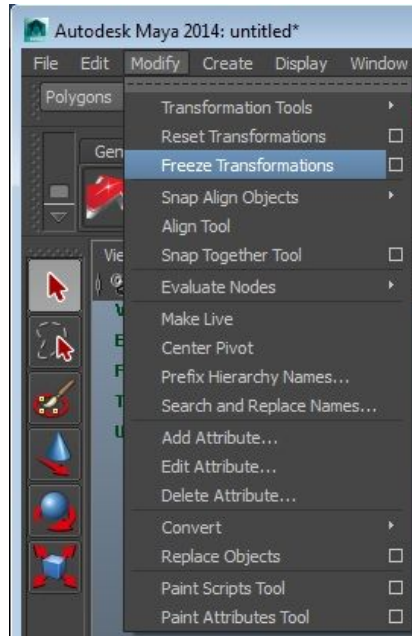 Autodesk Maya 2014: untitled*
File Edit Modify Create Display Window
Polygons
Transformation Tools
Reset Transformations
Gen
Freeze Transformations
Snap Align Objects
Align Tool
Vie
Snap Together Tool
Evaluate Nodes
Make Live
Center Pivot
Prefix Hierarchy Names...
Search and Replace Names...
Add Attribute...
Edit Attribute...
Delete Attribute...
Convert
Replace Objects
Paint Scripts Tool
Paint Attributes Tool